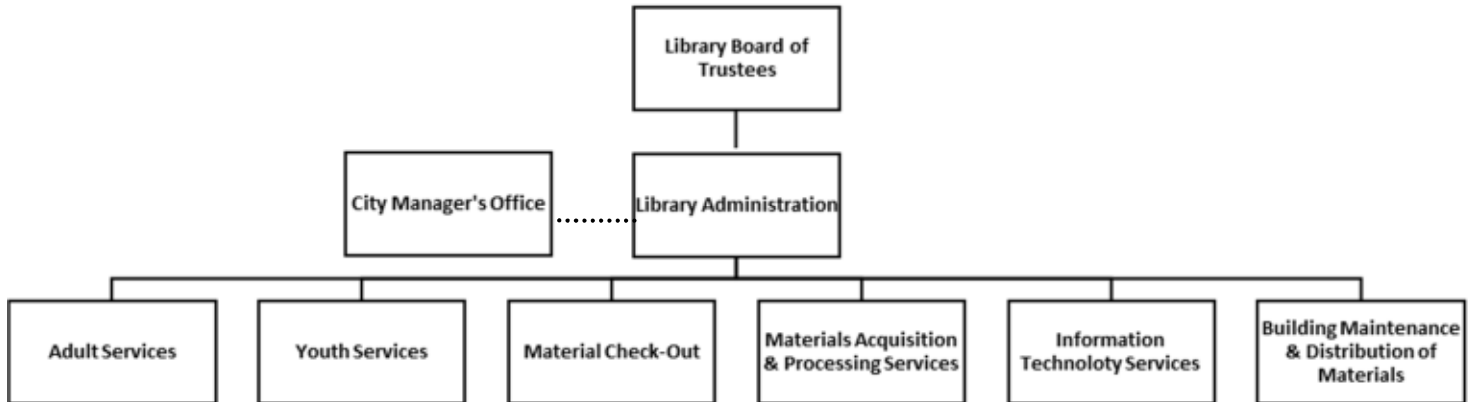 Library Board of
Trustees
City Manager's Office
Library Administration
Adult Services
Youth Services
Material Check-Out
Materials Acquisition
& Processing Services
Information
Technoloty Services
Building Maintenance
& Distribution of
Materials